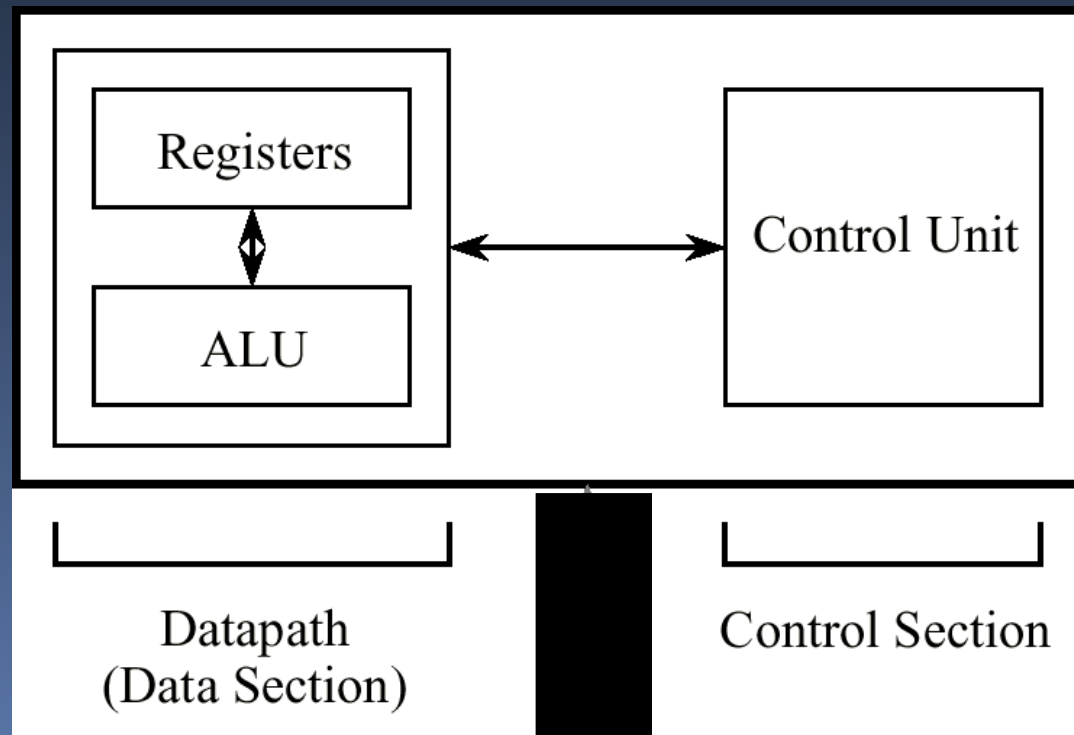 Registers
ALU
Control Unit
Datapath
(Data Section)
Control Section